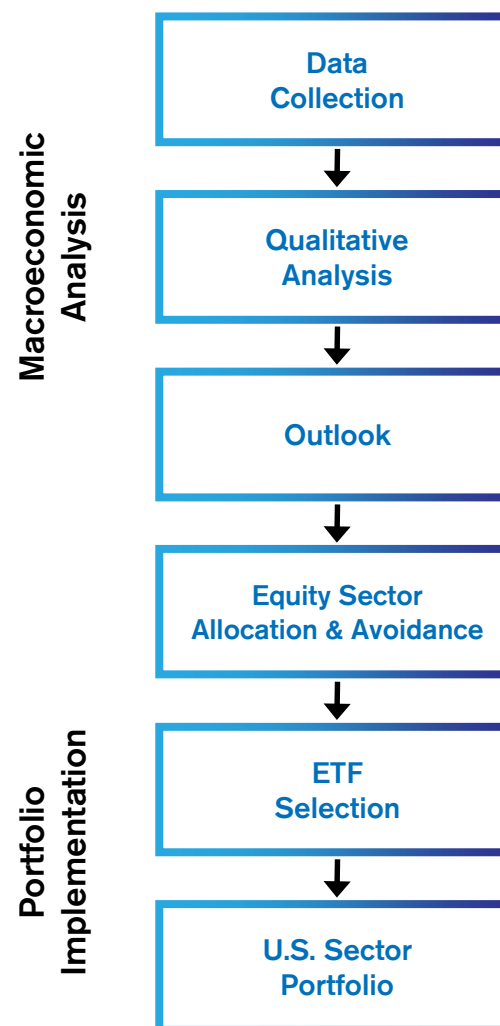 Macroeconomic
Analysis
Data
Collection
Qualitative
Analysis
Outlook
Equity Sector
Allocation & Avoidance
Portfolio
Implementation
ETF
Selection
U.S. Sector
Portfolio